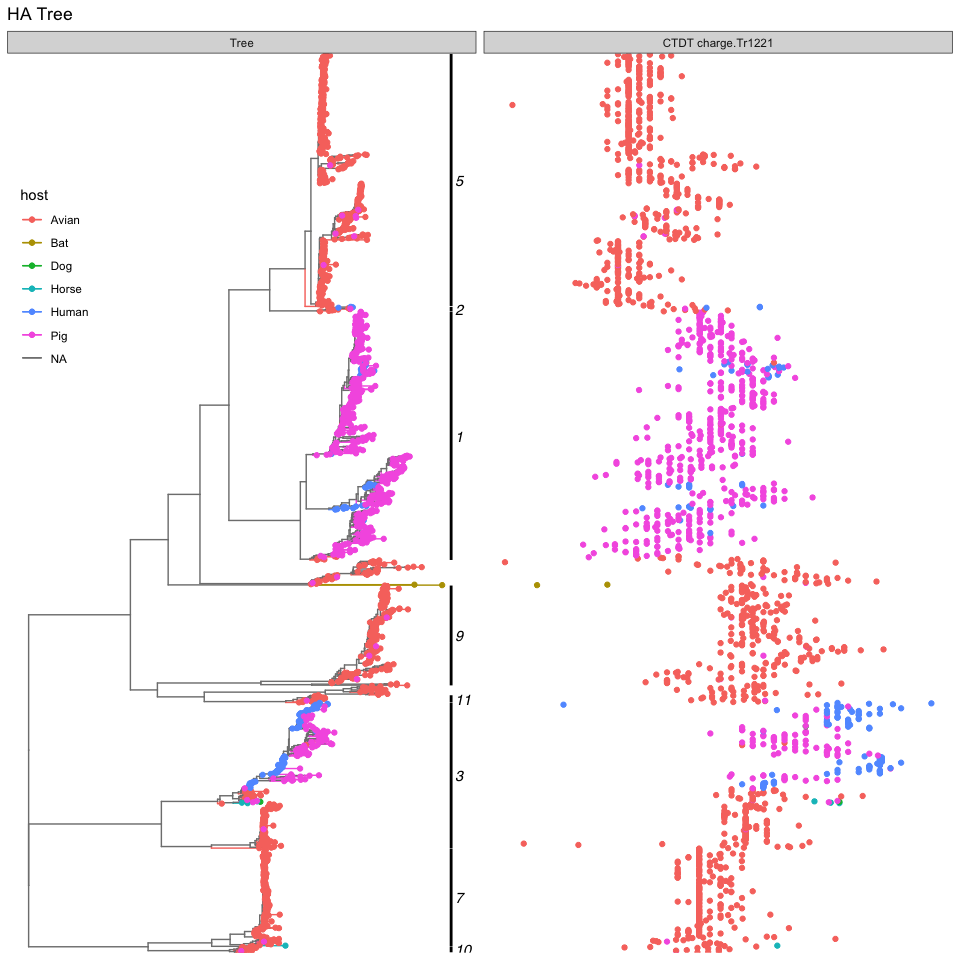 HA Tree
Tree
CTDT charge.Tr1221
host
Avian
Bat
Dog
Horse
Human
Pig
NA
5
2
1
9
11
3
7
10